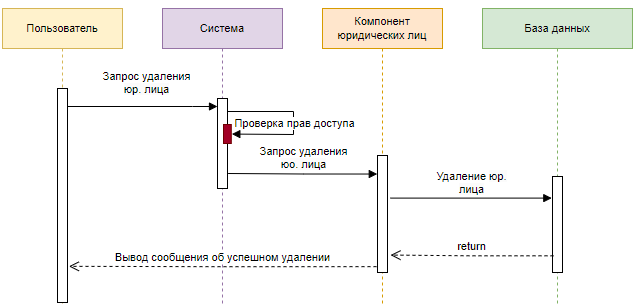 Пользователь
Система
Компонент
юридических лиц
База данных
Запрос удаления
юр. лица
Проверка прав доступа
Запрос удаления
юо. лица
Удаление юр.
лица
return
Вывод сообщения об успешном удалении